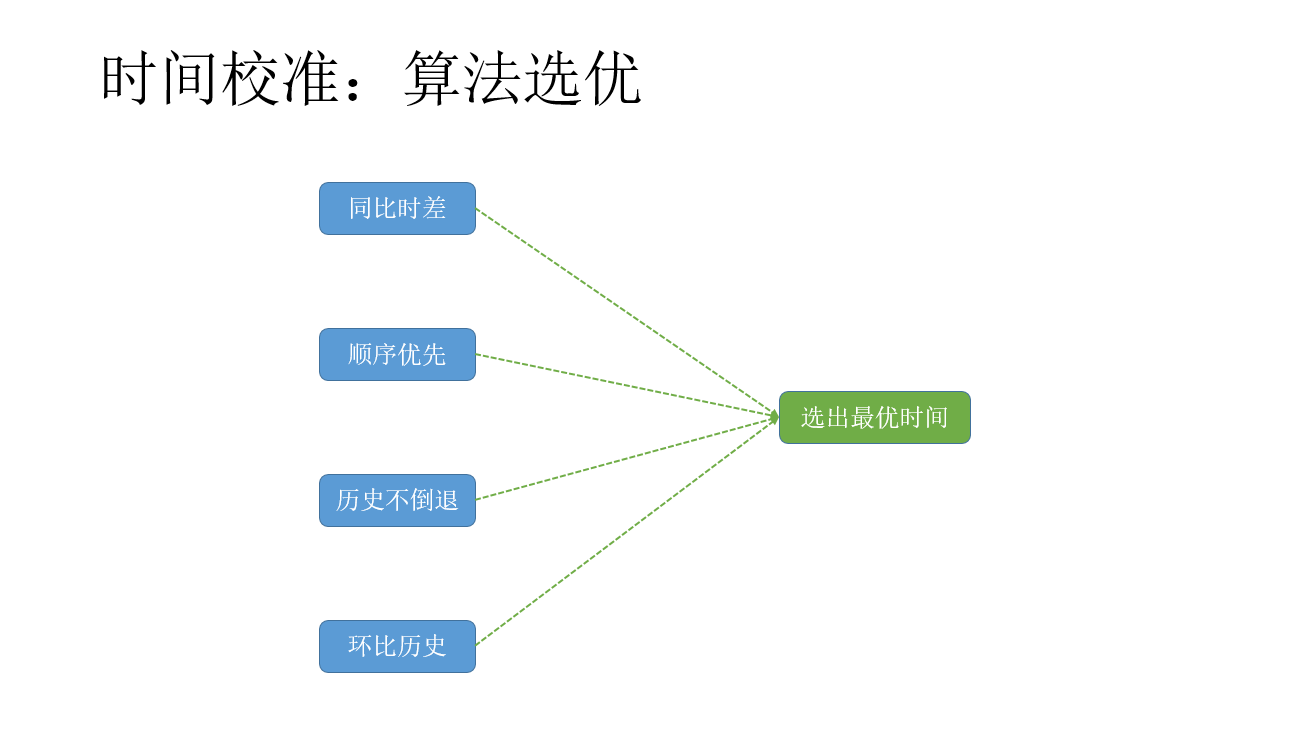 时间校准：算法选优
同比时差
顺序优先
选出最优时间
历史不倒退
环比历史